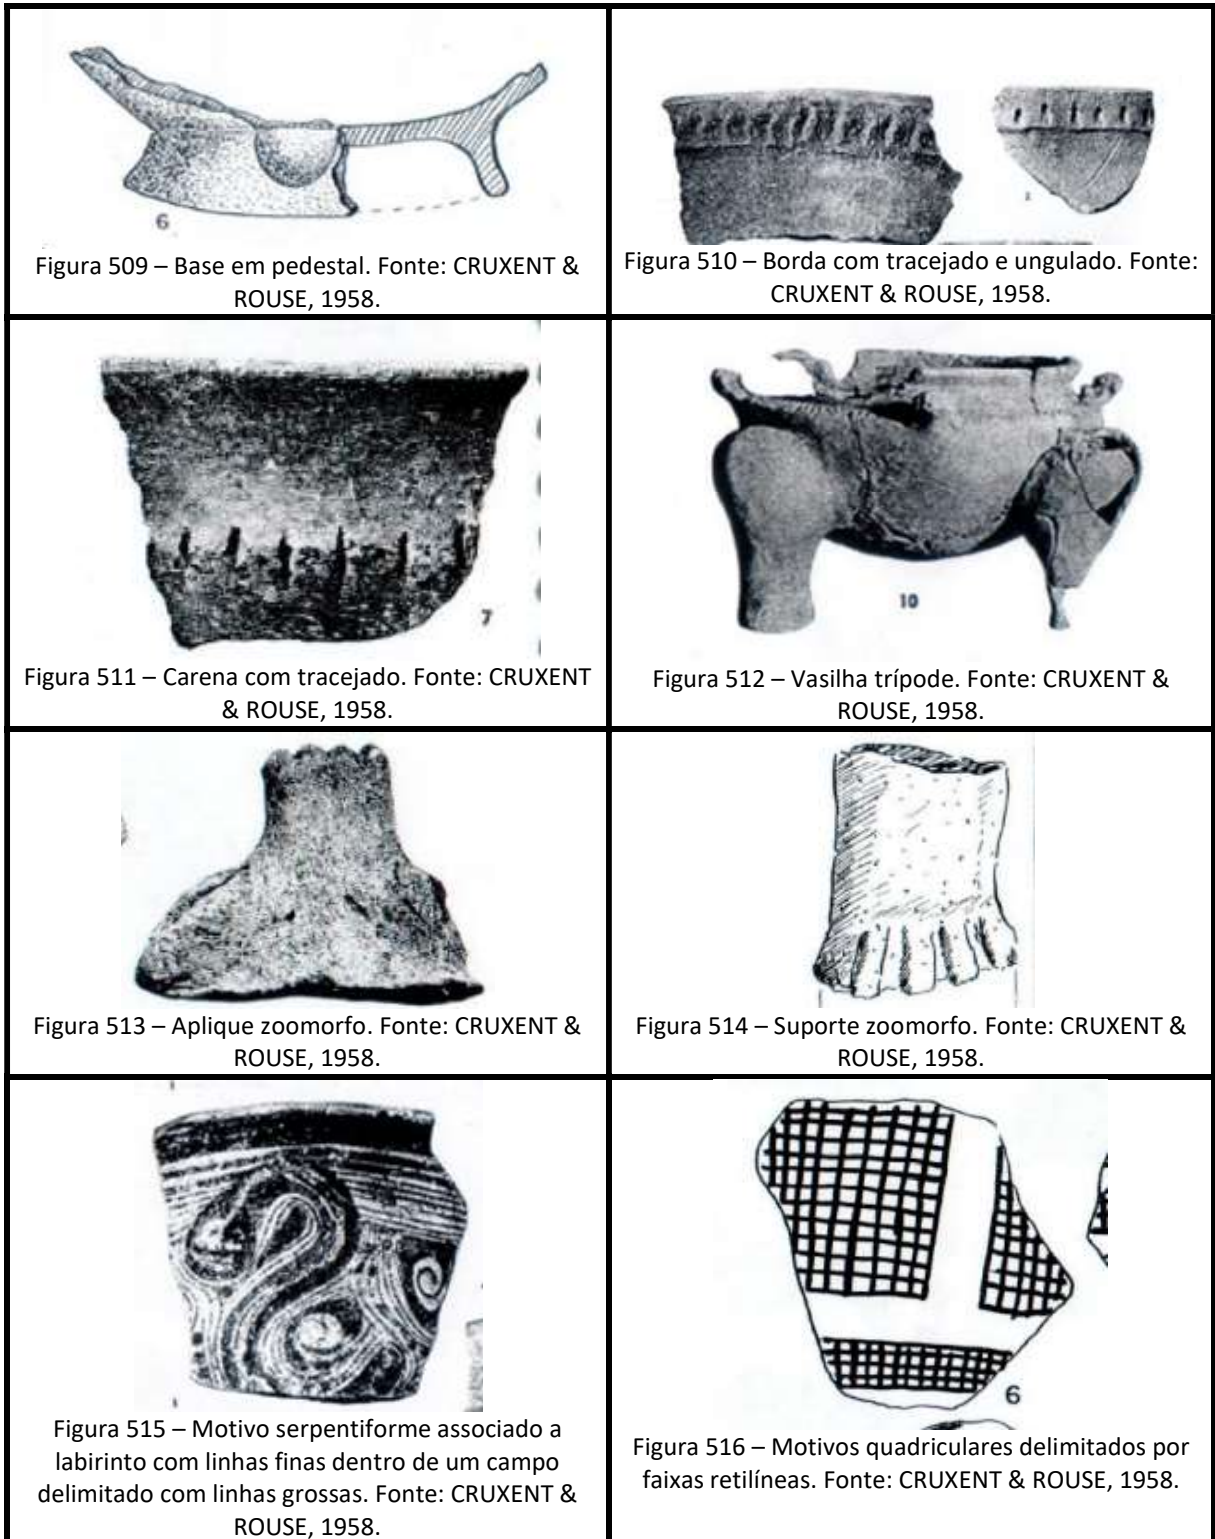 6
Figura 509 – Base em pedestal. Fonte: CRUXENT &
ROUSE, 1958.
Figura 510 – Borda com tracejado e ungulado. Fonte:
CRUXENT & ROUSE, 1958.
7
Figura 511 – Carena com tracejado. Fonte: CRUXENT
& ROUSE, 1958.
10
Figura 512 – Vasilha trípode. Fonte: CRUXENT &
ROUSE, 1958.
Figura 513 – Aplique zoomorfo. Fonte: CRUXENT &
ROUSE, 1958.
Figura 514 – Suporte zoomorfo. Fonte: CRUXENT &
ROUSE, 1958.
Figura 515 – Motivo serpentiforme associado a
labirinto com linhas finas dentro de um campo
delimitado com linhas grossas. Fonte: CRUXENT &
ROUSE, 1958.
6
Figura 516 – Motivos quadriculares delimitados por
faixas retilíneas. Fonte: CRUXENT & ROUSE, 1958.